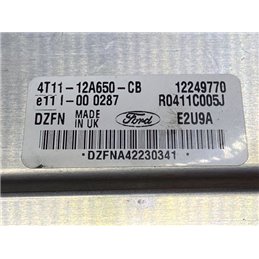 4T11-12A650-CB 12249770
e11 I-00 0287 R0411C005J
DZFN MADE IN UK Ford E2U9A
*DZFNA42230341*